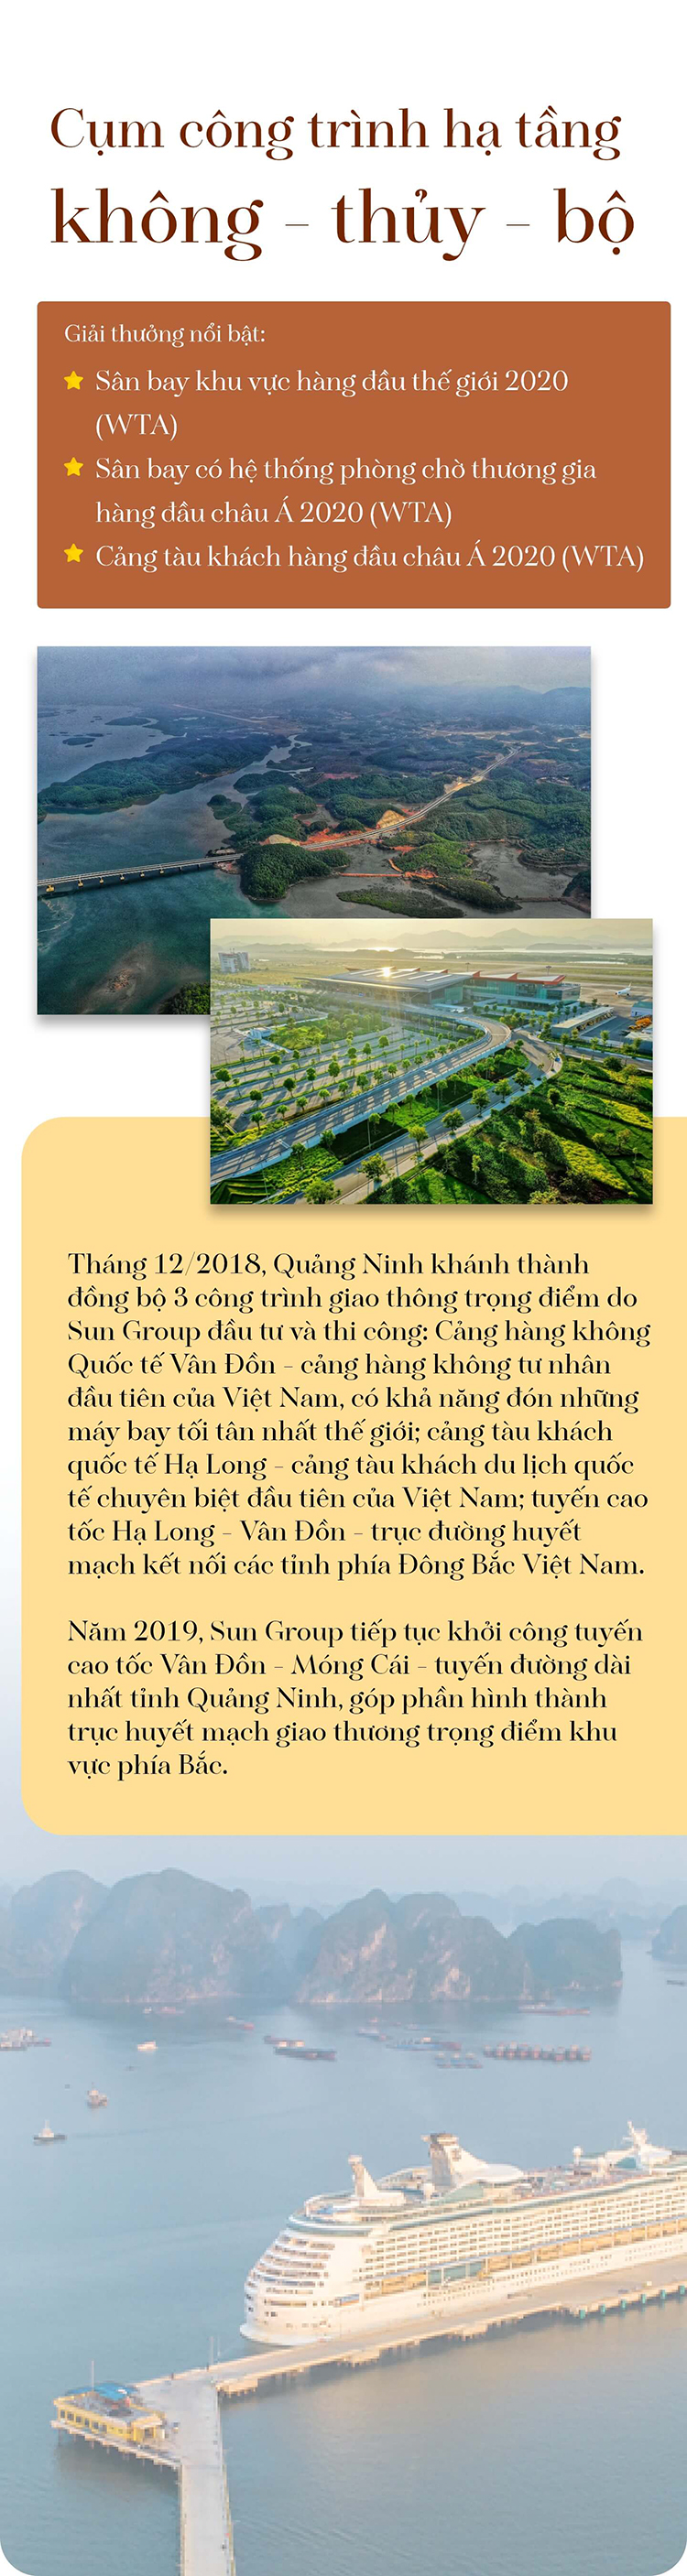 Cụm công trình hạ tầng
không - thủy - bộ
Giải thưởng nổi bật:
Sân bay khu vực hàng đầu thế giới 2020
(WTA)
Sân bay có hệ thống phòng chờ thương gia
hàng đầu châu Á 2020 (WTA)
Cảng tàu khách hàng đầu châu Á 2020 (WTA)
Tháng 12/2018, Quảng Ninh khánh thành
đồng bộ 3 công trình giao thông trọng điểm do
Sun Group đầu tư và thi công: Cảng hàng không
Quốc tế Vân Đồn - cảng hàng không tư nhân
đầu tiên của Việt Nam, có khả năng đón những
máy bay tối tân nhất thế giới; cảng tàu khách
quốc tế Hạ Long - cảng tàu khách du lịch quốc
tế chuyên biệt đầu tiên của Việt Nam; tuyến cao
tốc Hạ Long - Vân Đồn - trục đường huyết
mạch kết nối các tỉnh phía Đông Bắc Việt Nam.
Năm 2019, Sun Group tiếp tục khởi công tuyến
cao tốc Vân Đồn - Móng Cái - tuyến đường dài
nhất tỉnh Quảng Ninh, góp phần hình thành
trục huyết mạch giao thương trọng điểm khu
vực phía Bắc.